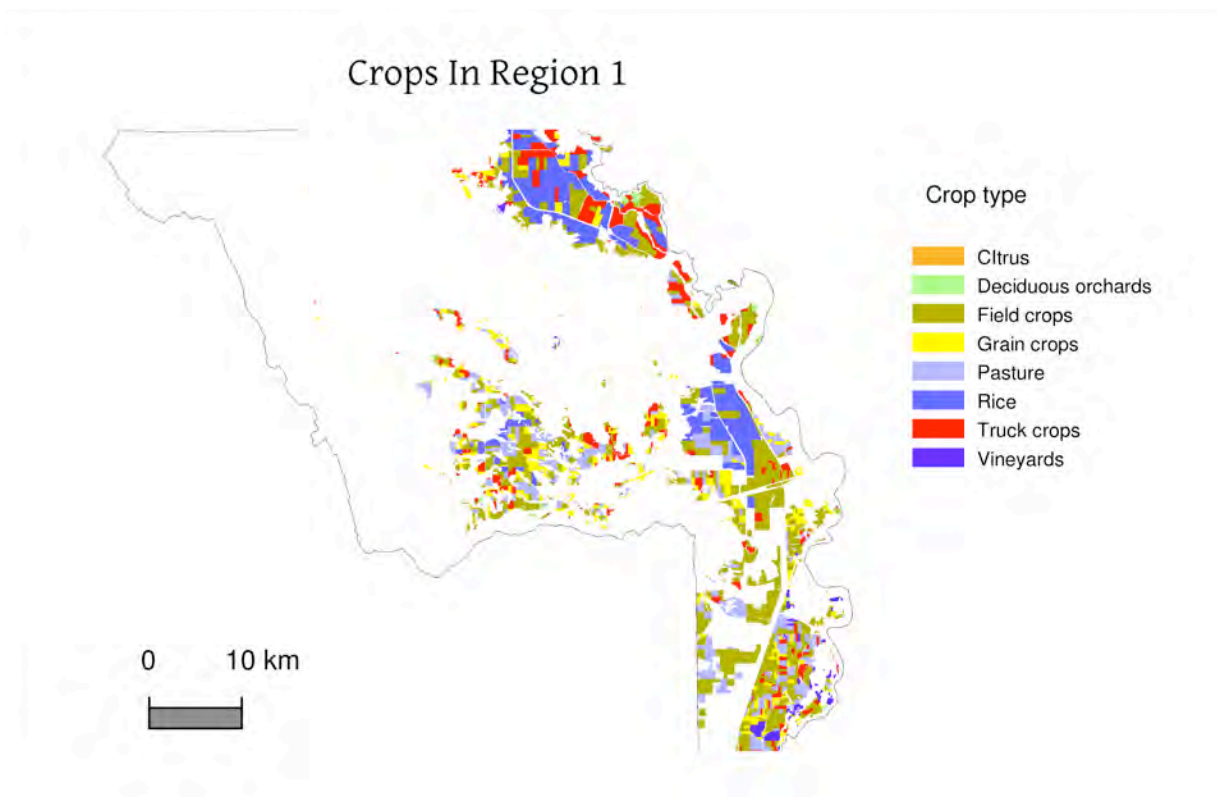 Crops In Region 1
Crop type
CItrus
Deciduous orchards
Field crops
Grain crops
Pasture
Rice
Truck crops
Vineyards
0 10 km